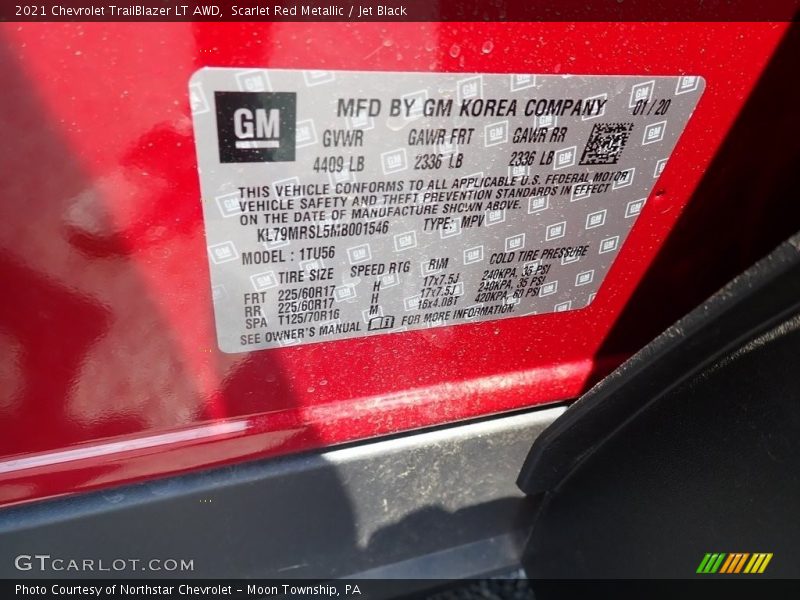 2021 Chevrolet TrailBlazer LT AWD,  Scarlet Red Metallic / Jet Black
GM
MFD BY GM KOREA COMPANY 01/20
GVWR GAWR FRT GAWR RR
4409 LB 2336 LB 2336 LB
THIS VEHICLE CONFORMS TO ALL APPLICABLE U.S. FEDERAL MOTOR
VEHICLE SAFETY AND THEFT PREVENTION STANDARDS IN EFFECT
ON THE DATE OF MANUFACTURE SHOWN ABOVE.
KL79MRSL5MB001546 TYPE: MPV
MODEL : 1TU56
TIRE SIZE SPEED RTG RIM COLD TIRE PRESSURE
FRT 225/60R17 H 17x7.5J 240KPA, 35 PSI
RR 225/60R17 H 17x7.5J 240KPA, 35 PSI
SPA T125/70R16 M 16x4.0BT 420KPA, 60 PSI
SEE OWNER'S MANUAL FOR MORE INFORMATION.
GTCARLOT.COM
Photo Courtesy of Northstar Chevrolet - Moon Township, PA